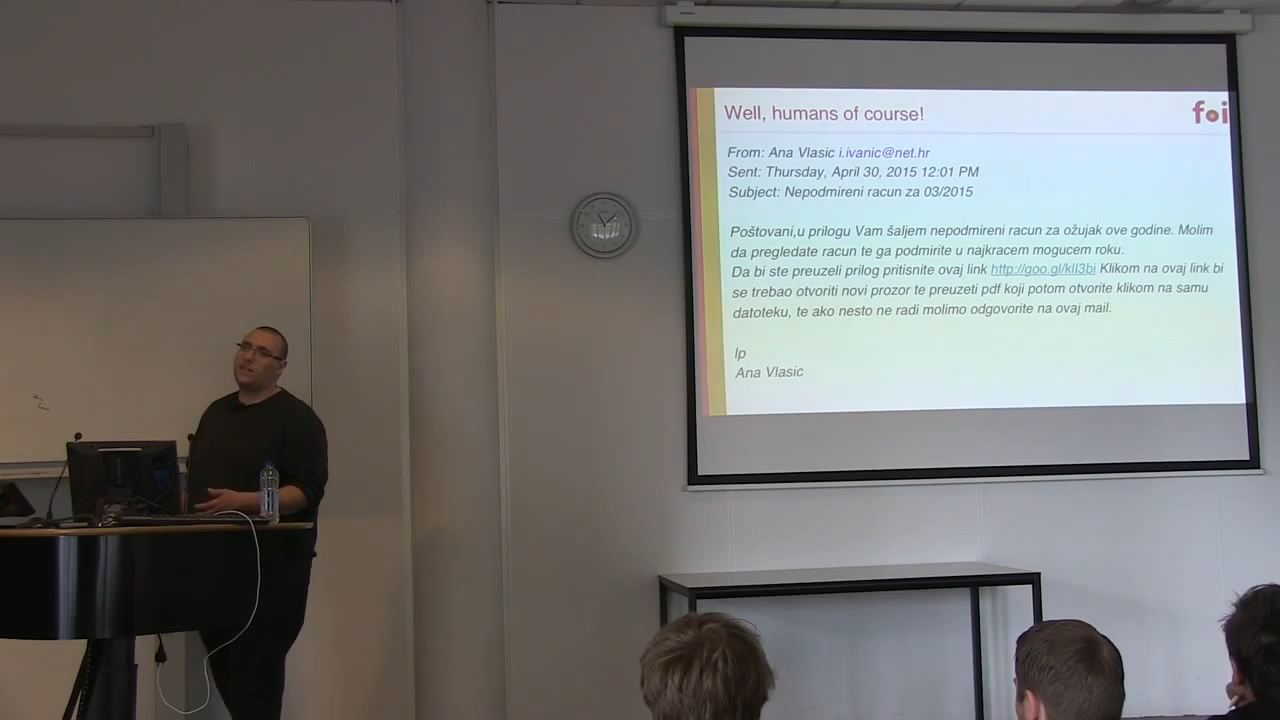 Well, humans of course!
foi
From: Ana Vlasic i.ivanic@net.hr
Sent: Thursday, April 30, 2015 12:01 PM
Subject: Nepodmireni racun za 03/2015
Poštovani,u prilogu Vam šaljem nepodmireni racun za ožujak ove godine. Molim
da pregledate racun te ga podmirite u najkracem mogucem roku.
Da bi ste preuzeli prilog pritisnite ovaj link http://goo.gl/klI3bi Klikom na ovaj link bi
se trebao otvoriti novi prozor te preuzeti pdf koji potom otvorite klikom na samu
datoteku, te ako nesto ne radi molimo odgovorite na ovaj mail.
lp
Ana Vlasic